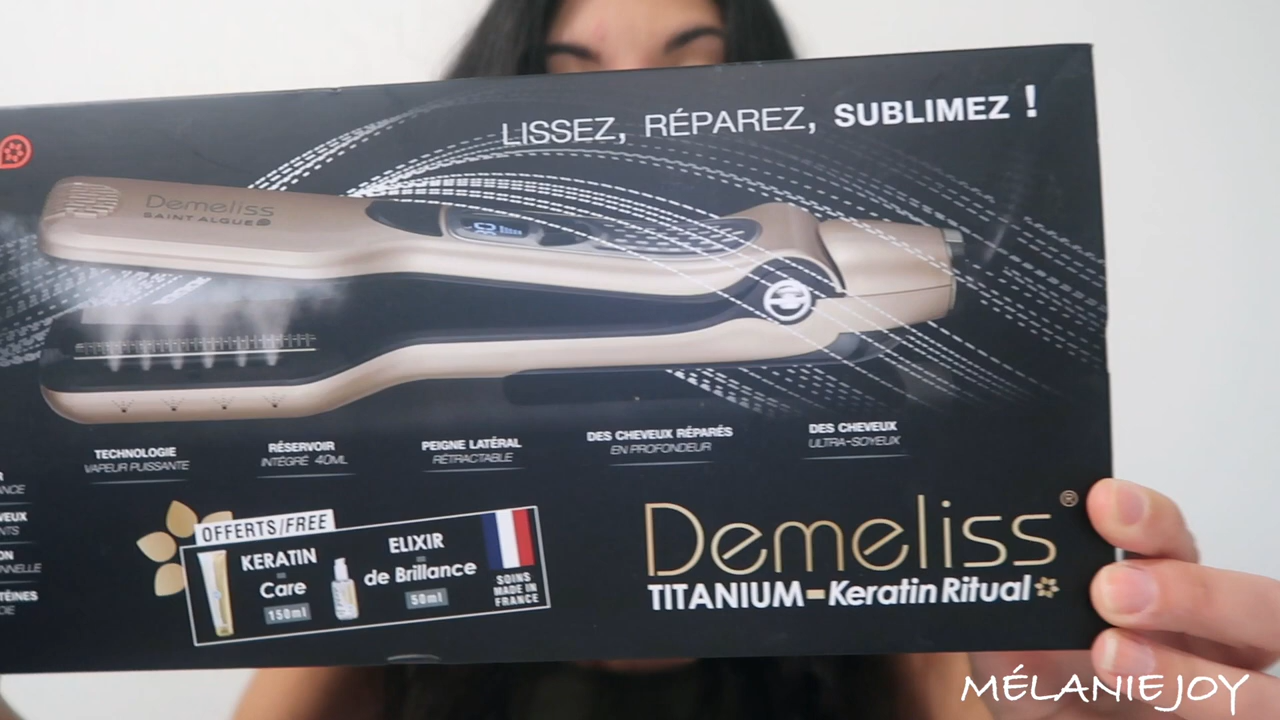 LISSEZ, RÉPAREZ, SUBLIMEZ !
Demeliss
SAINT ALGUE
TECHNOLOGIE
VAPEUR PUISSANTE
RÉSERVOIR
INTÉGRÉ 40ML
PEIGNE LATÉRAL
RÉTRACTABLE
DES CHEVEUX RÉPARÉS
EN PROFONDEUR
DES CHEVEUX
ULTRA-SOYEUX
OFFERTS/FREE
KERATIN
Care
150ml
ELIXIR
de Brillance
50ml
SOINS
MADE IN
FRANCE
Demeliss®
TITANIUM-Keratin Ritual
MÉLANIEJOY